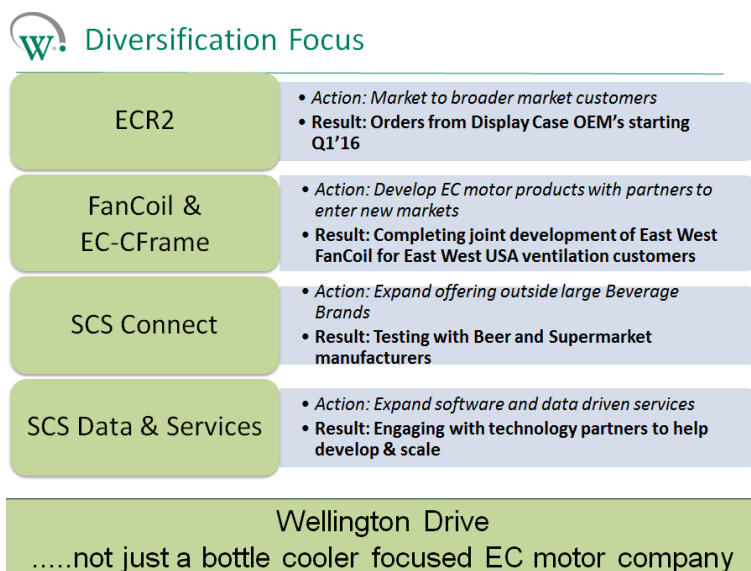 W.
Diversification Focus
ECR2
• Action: Market to broader market customers
• Result: Orders from Display Case OEM's starting
Q1'16
FanCoil &
EC-CFrame
• Action: Develop EC motor products with partners to
enter new markets
• Result: Completing joint development of East West
FanCoil for East West USA ventilation customers
SCS Connect
• Action: Expand offering outside large Beverage
Brands
• Result: Testing with Beer and Supermarket
manufacturers
SCS Data & Services
• Action: Expand software and data driven services
• Result: Engaging with technology partners to help
develop & scale
Wellington Drive
.....not just a bottle cooler focused EC motor company